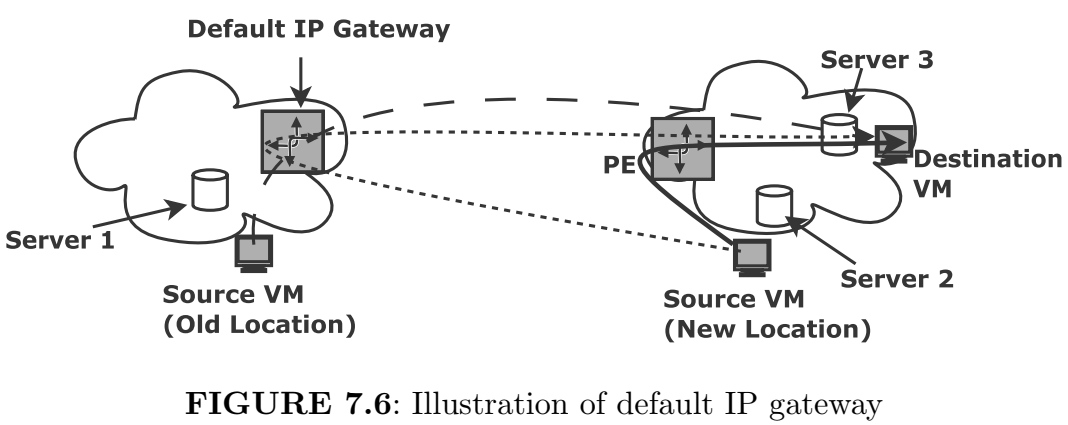 Default IP Gateway
Server 3
PE
Destination
VM
Server 1
Server 2
Source VM
(Old Location)
Source VM
(New Location)
FIGURE 7.6: Illustration of default IP gateway